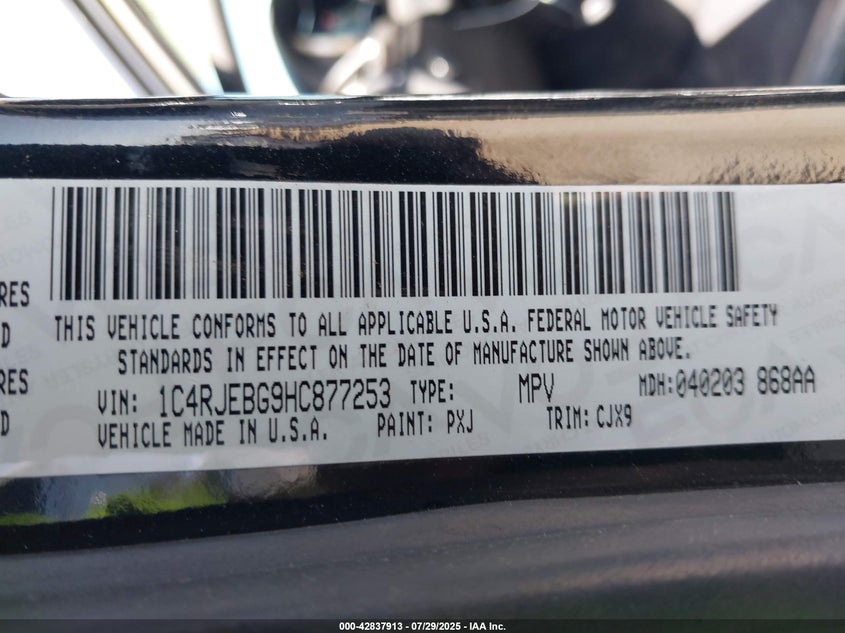 RES
D
RES
D
THIS VEHICLE CONFORMS TO ALL APPLICABLE U.S.A. FEDERAL MOTOR VEHICLE SAFETY
STANDARDS IN EFFECT ON THE DATE OF MANUFACTURE SHOWN ABOVE.
VIN: 1C4RJEBG9HC877253 TYPE: MPV MDH:040203 868AA
VEHICLE MADE IN U.S.A. PAINT: PXJ TRIM: CJX9
000-42837913 - 07/29/2025 - IAA Inc.